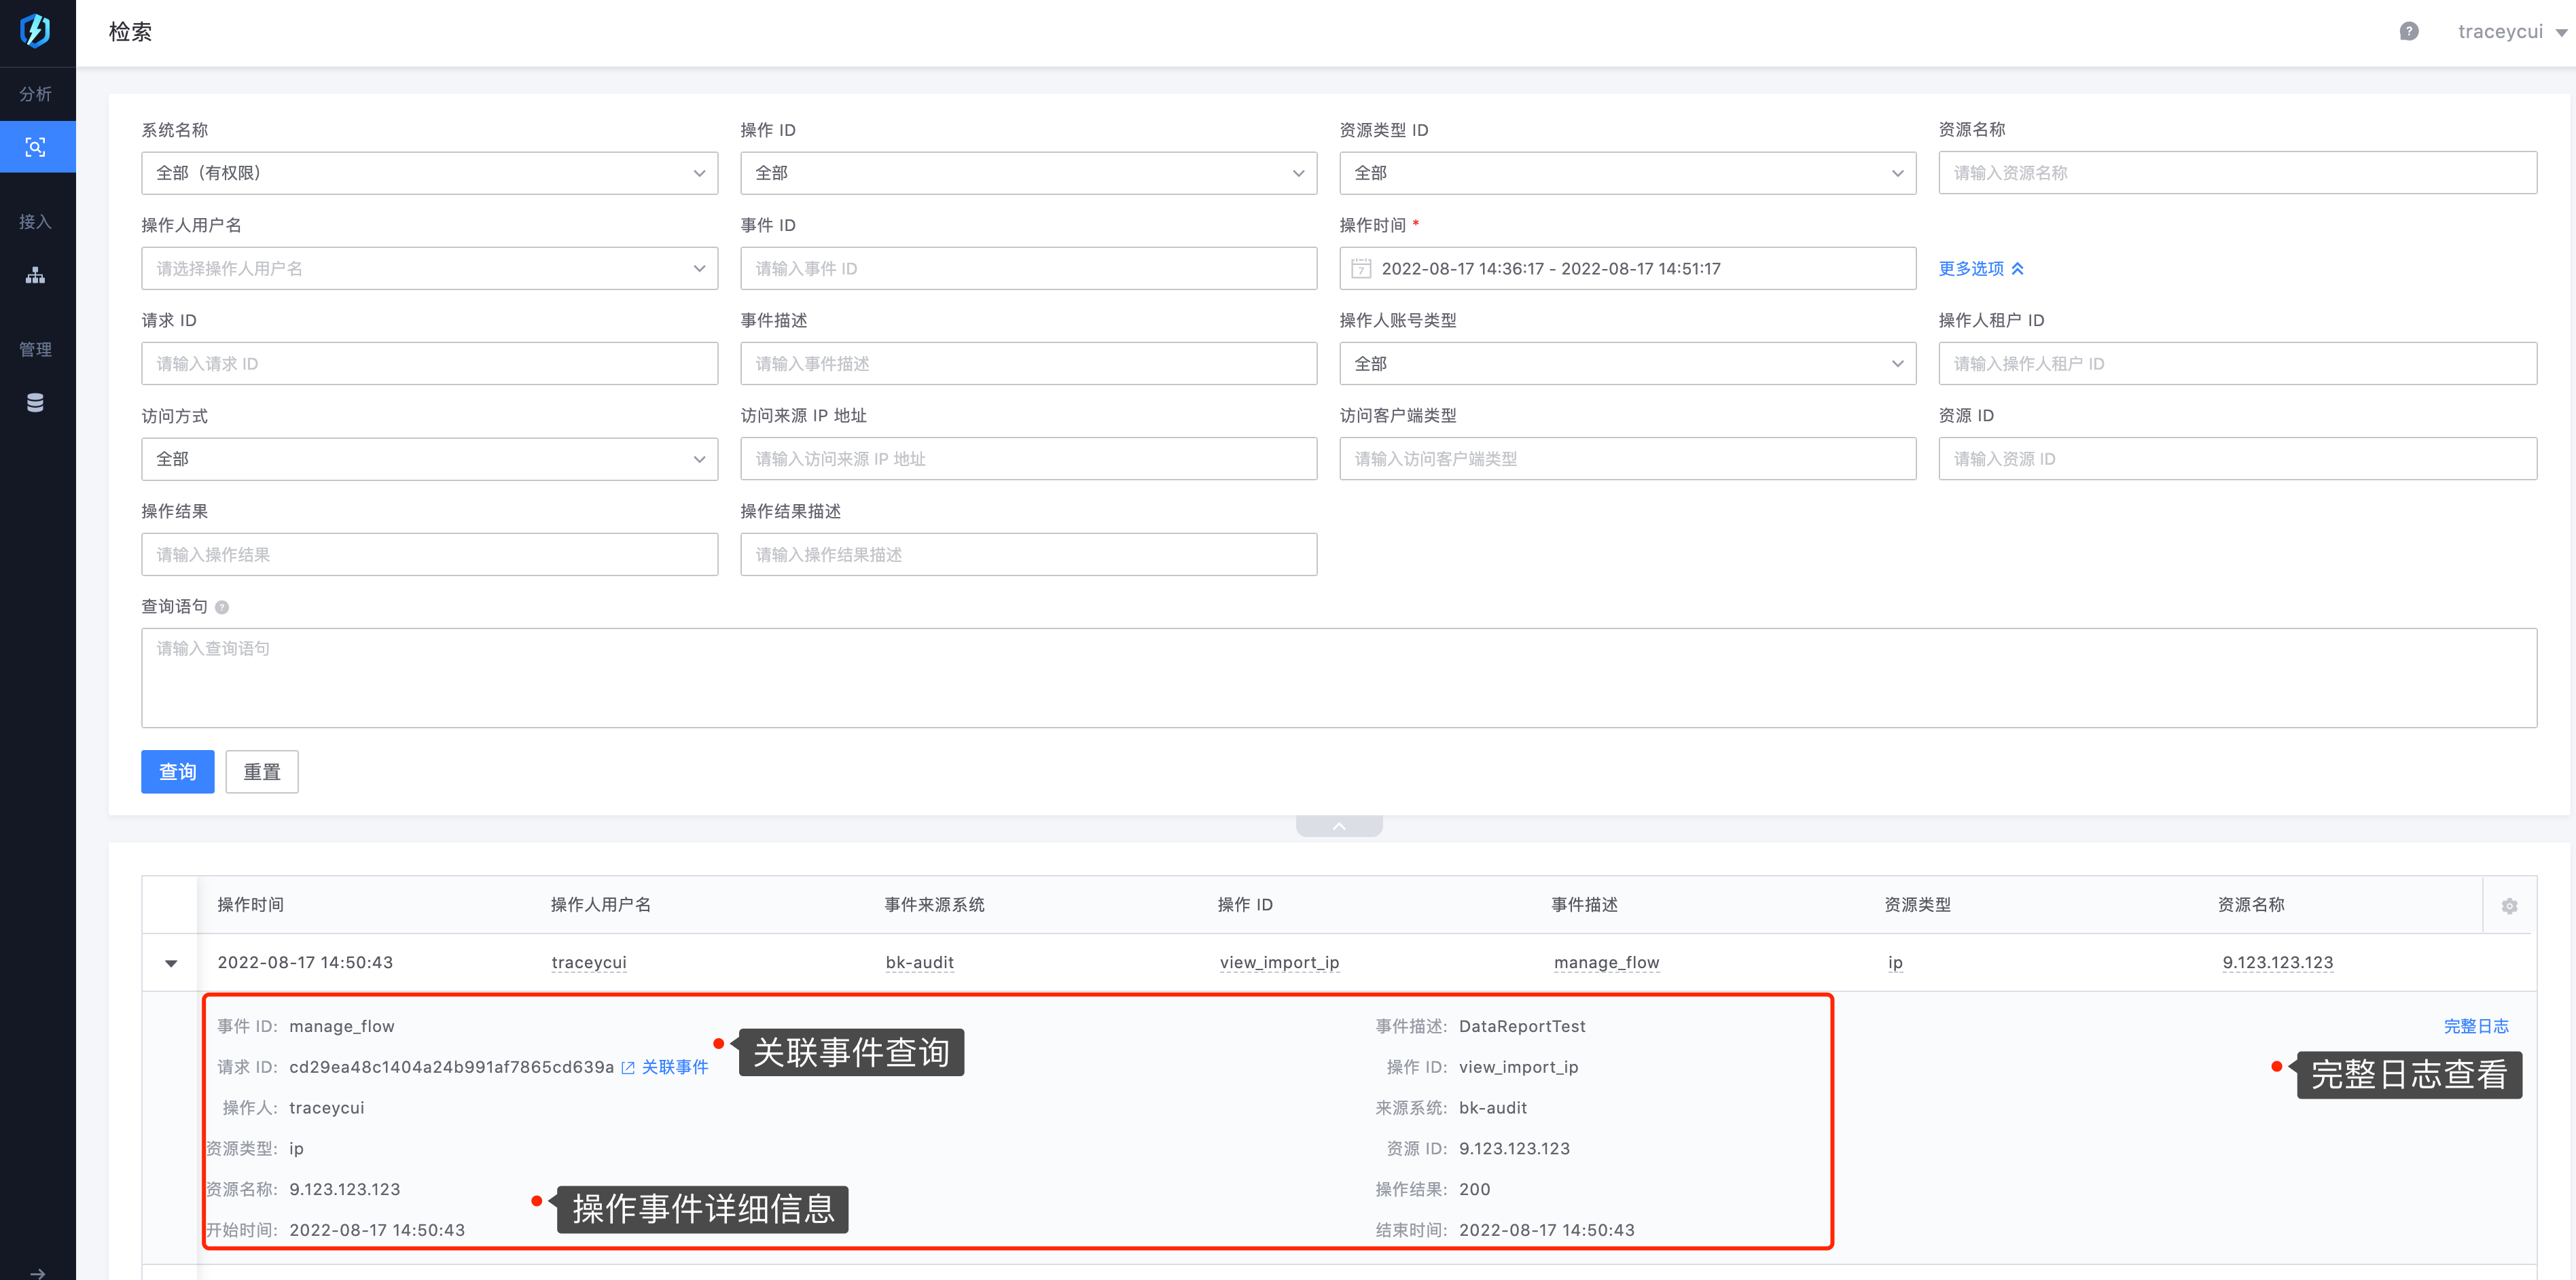 检索
traceycui
分析
接入
管理
系统名称
操作 ID
资源类型 ID
资源名称
全部（有权限）
全部
全部
请输入资源名称
操作人用户名
事件 ID
操作时间 *
请选择操作人用户名
请输入事件 ID
7 2022-08-17 14:36:17 - 2022-08-17 14:51:17
更多选项
请求 ID
事件描述
操作人账号类型
操作人租户 ID
请输入请求 ID
请输入事件描述
全部
请输入操作人租户 ID
访问方式
访问来源 IP 地址
访问客户端类型
资源 ID
全部
请输入访问来源 IP 地址
请输入访问客户端类型
请输入资源 ID
操作结果
操作结果描述
请输入操作结果
请输入操作结果描述
查询语句 ?
请输入查询语句
查询
重置
操作时间 操作人用户名 事件来源系统 操作 ID 事件描述 资源类型 资源名称
2022-08-17 14:50:43 traceycui bk-audit view_import_ip manage_flow ip 9.123.123.123
事件 ID: manage_flow
事件描述: DataReportTest
完整日志
请求 ID: cd29ea48c1404a24b991af7865cd639a 关联事件
关联事件查询
操作 ID: view_import_ip
完整日志查看
操作人: traceycui
来源系统: bk-audit
资源类型: ip
资源 ID: 9.123.123.123
资源名称: 9.123.123.123
操作事件详细信息
操作结果: 200
开始时间: 2022-08-17 14:50:43
结束时间: 2022-08-17 14:50:43